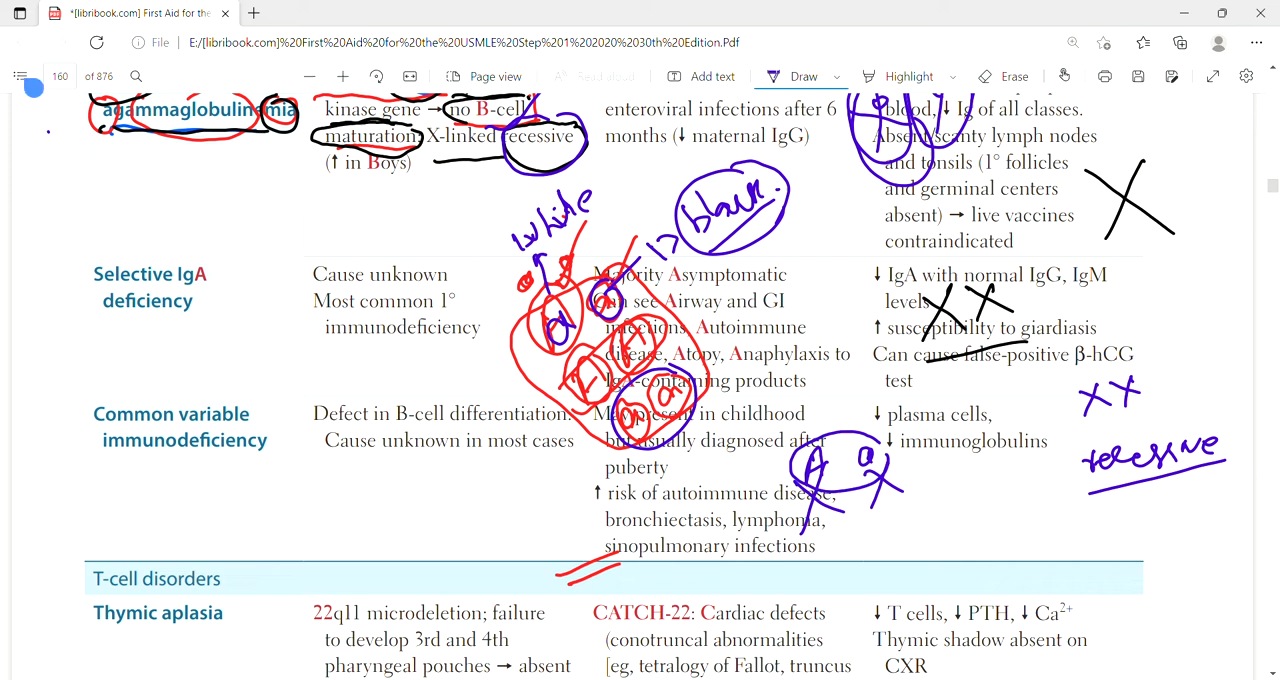 *[libribook.com] First Aid for the
File
E:/[libribook.com]%20First%20Aid%20for%20the%20USMLE%20Step%201%202020%2030th%20Edition.Pdf
160 of 876
Page view
Read aloud
Add text
Draw
Highlight
Erase
agammaglobulinemia
kinase gene → no B-cell
maturation; X-linked recessive
(↑ in Boys)
enteroviral infections after 6
months (↓ maternal IgG)
blood, ↓ Ig of all classes.
Absent/scanty lymph nodes
and tonsils (1° follicles
and germinal centers
absent) → live vaccines
contraindicated
Selective IgA
deficiency
Cause unknown
Most common 1°
immunodeficiency
Majority Asymptomatic
Can see Airway and GI
infections, Autoimmune
disease, Atopy, Anaphylaxis to
IgA-containing products
↓ IgA with normal IgG, IgM
levels
↑ susceptibility to giardiasis
Can cause false-positive β-hCG
test
Common variable
immunodeficiency
Defect in B-cell differentiation.
Cause unknown in most cases
May present in childhood
but usually diagnosed after
puberty
↑ risk of autoimmune disease,
bronchiectasis, lymphoma,
sinopulmonary infections
↓ plasma cells,
↓ immunoglobulins
T-cell disorders
Thymic aplasia
22q11 microdeletion; failure
to develop 3rd and 4th
pharyngeal pouches → absent
CATCH-22: Cardiac defects
(conotruncal abnormalities
[eg, tetralogy of Fallot, truncus
↓ T cells, ↓ PTH, ↓ Ca²⁺
Thymic shadow absent on
CXR
white
black
A a
XX
recessive